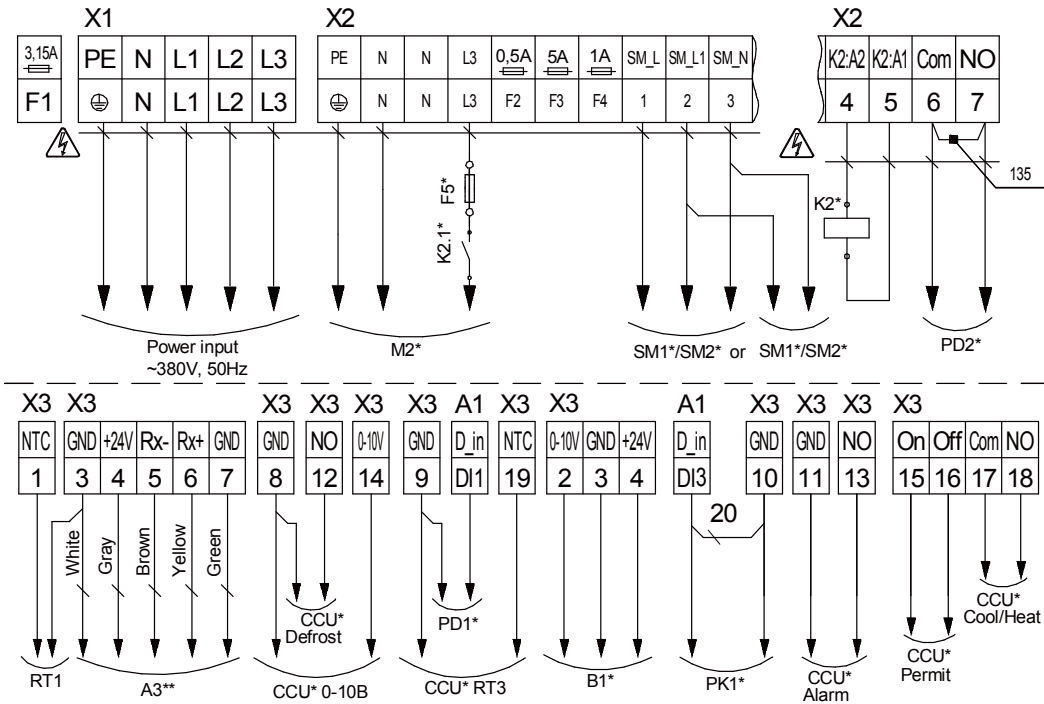 X1 X2 X2
3,15A PE N L1 L2 L3 PE N N L3 0,5A 5A 1A SM_L SM_L1 SM_N K2:A2 K2:A1 Com NO
F1 N L1 L2 L3 N N L3 F2 F3 F4 1 2 3 4 5 6 7
135
F5*
K2*
K2.1*
Power input
~380V, 50Hz
M2*
SM1*/SM2* or SM1*/SM2*
PD2*
X3 X3 X3 X3 X3 X3 A1 X3 X3 A1 X3 X3 X3 X3
NTC GND +24V Rx- Rx+ GND GND NO 0-10V GND D_in NTC 0-10V GND +24V D_in GND GND NO On Off Com NO
1 3 4 5 6 7 8 12 14 9 DI1 19 2 3 4 DI3 10 11 13 15 16 17 18
20
White Gray Brown Yellow Green
CCU*
Defrost
PD1*
CCU*
Cool/Heat
RT1
A3**
CCU* 0-10B
CCU* RT3
B1*
PK1*
CCU*
Alarm
CCU*
Permit